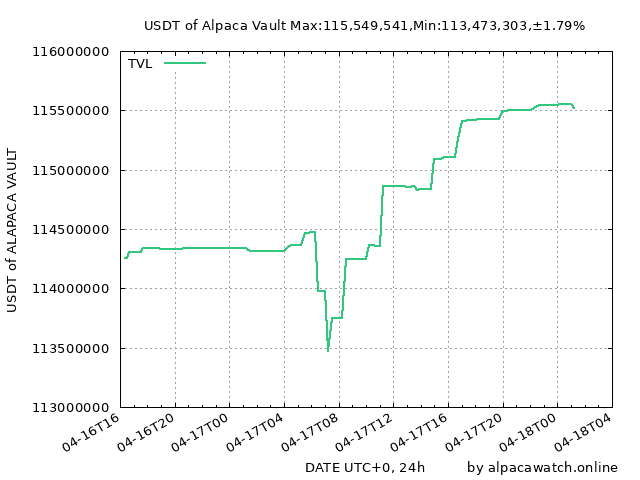 USDT of Alpaca Vault Max:115,549,541,Min:113,473,303,±1.79%
TVL
116000000
115500000
115000000
114500000
114000000
113500000
113000000
USDT of ALAPACA VAULT
04-16T16
04-16T20
04-17T00
04-17T04
04-17T08
04-17T12
04-17T16
04-17T20
04-18T00
04-18T04
DATE UTC+0, 24h
by alpacawatch.online